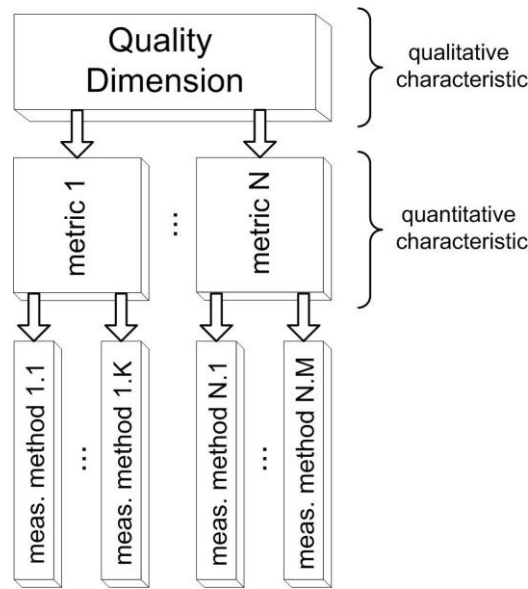 Quality
Dimension
qualitative
characteristic
metric 1
...
metric N
quantitative
characteristic
meas. method 1.1
...
meas. method 1.K
meas. method N.1
...
meas. method N.M